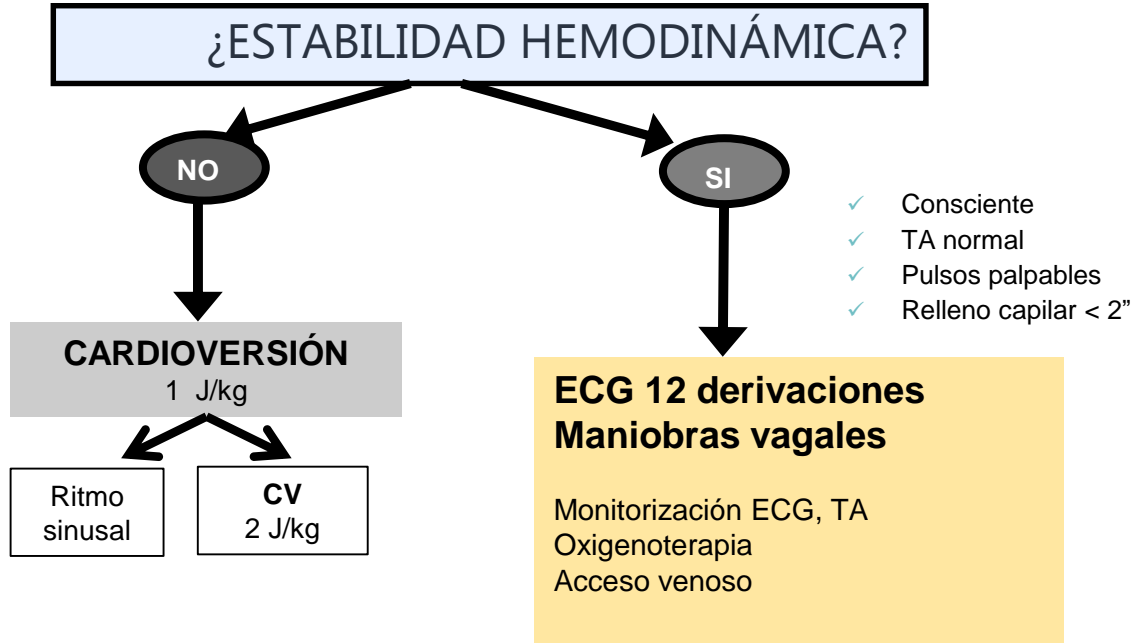 ¿ESTABILIDAD HEMODINÁMICA?
NO
SI
Consciente
TA normal
Pulsos palpables
Relleno capilar < 2”
CARDIOVERSIÓN
1 J/kg
Ritmo
sinusal
CV
2 J/kg
ECG 12 derivaciones
Maniobras vagales
Monitorización ECG, TA
Oxigenoterapia
Acceso venoso